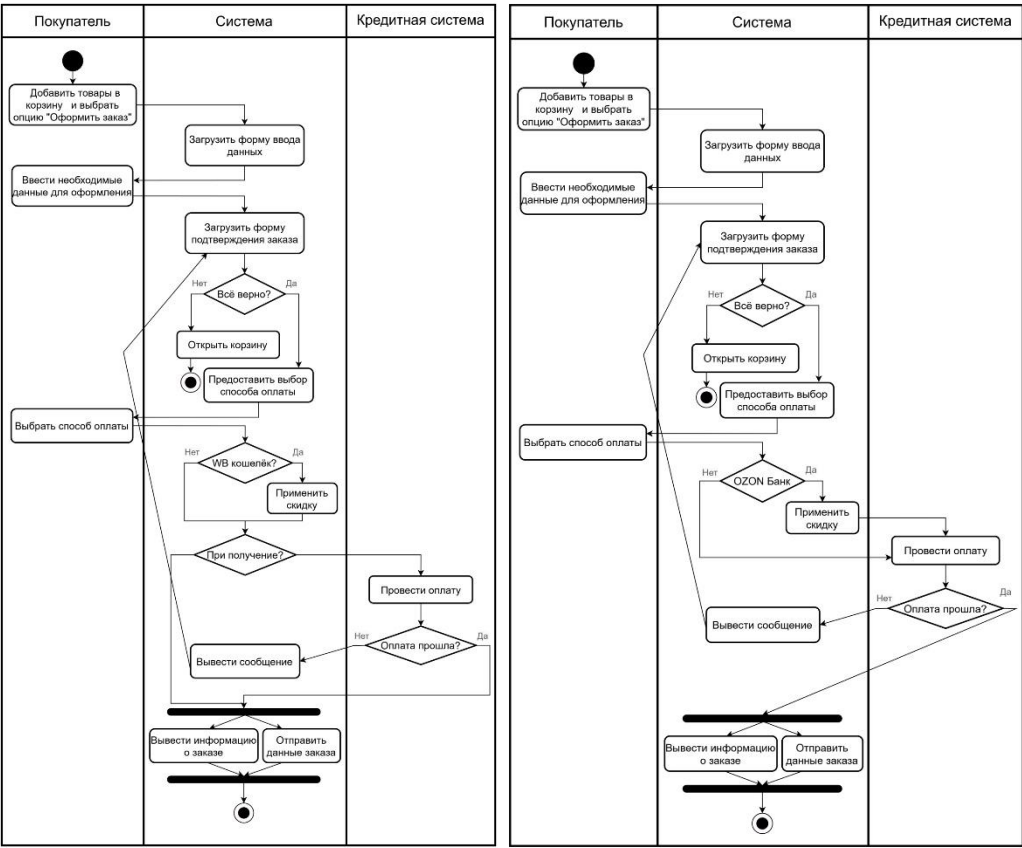 Покупатель
Система
Кредитная система
Добавить товары в
корзину и выбрать
опцию "Оформить заказ"
Загрузить форму ввода
данных
Ввести необходимые
данные для оформления
Загрузить форму
подтверждения заказа
Нет
Да
Всё верно?
Открыть корзину
Предоставить выбор
способа оплаты
Выбрать способ оплаты
Нет
Да
WB кошелёк?
Применить
скидку
При получение?
Провести оплату
Нет
Да
Оплата прошла?
Вывести сообщение
Вывести информацию
о заказе
Отправить
данные заказа
Покупатель
Система
Кредитная система
Добавить товары в
корзину и выбрать
опцию "Оформить заказ"
Загрузить форму ввода
данных
Ввести необходимые
данные для оформления
Загрузить форму
подтверждения заказа
Нет
Да
Всё верно?
Открыть корзину
Предоставить выбор
способа оплаты
Выбрать способ оплаты
Нет
Да
OZON Банк
Применить
скидку
Провести оплату
Нет
Да
Оплата прошла?
Вывести сообщение
Вывести информацию
о заказе
Отправить
данные заказа